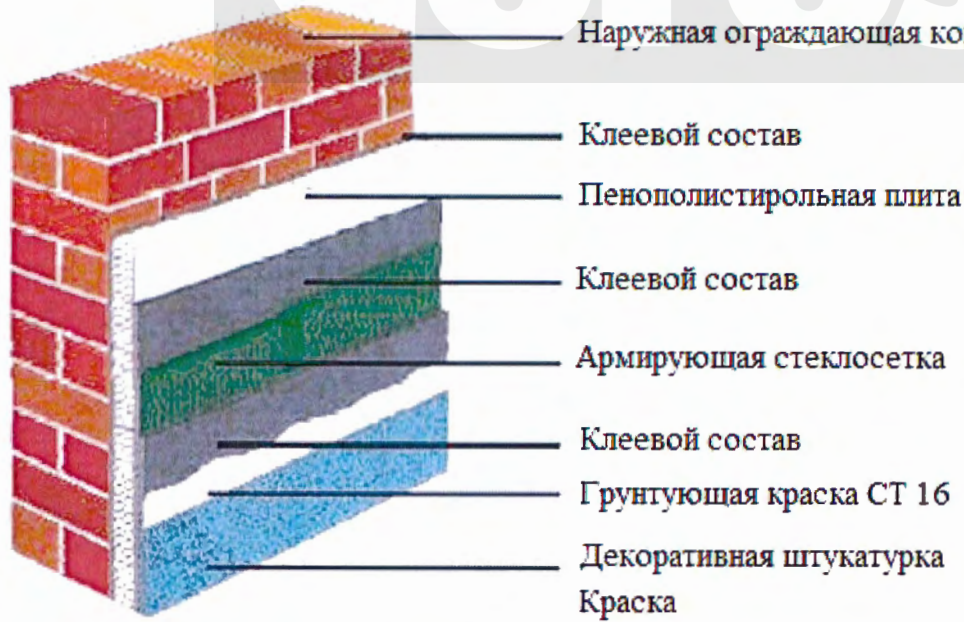 Наружная ограждающая
Клеевой состав
Пенополистирольная плита
Клеевой состав
Армирующая стеклосетка
Клеевой состав
Грунтующая краска СТ 16
Декоративная штукатурка
Краска